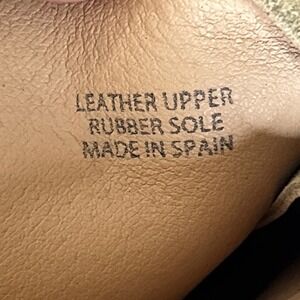 LEATHER UPPER
RUBBER SOLE
MADE IN SPAIN